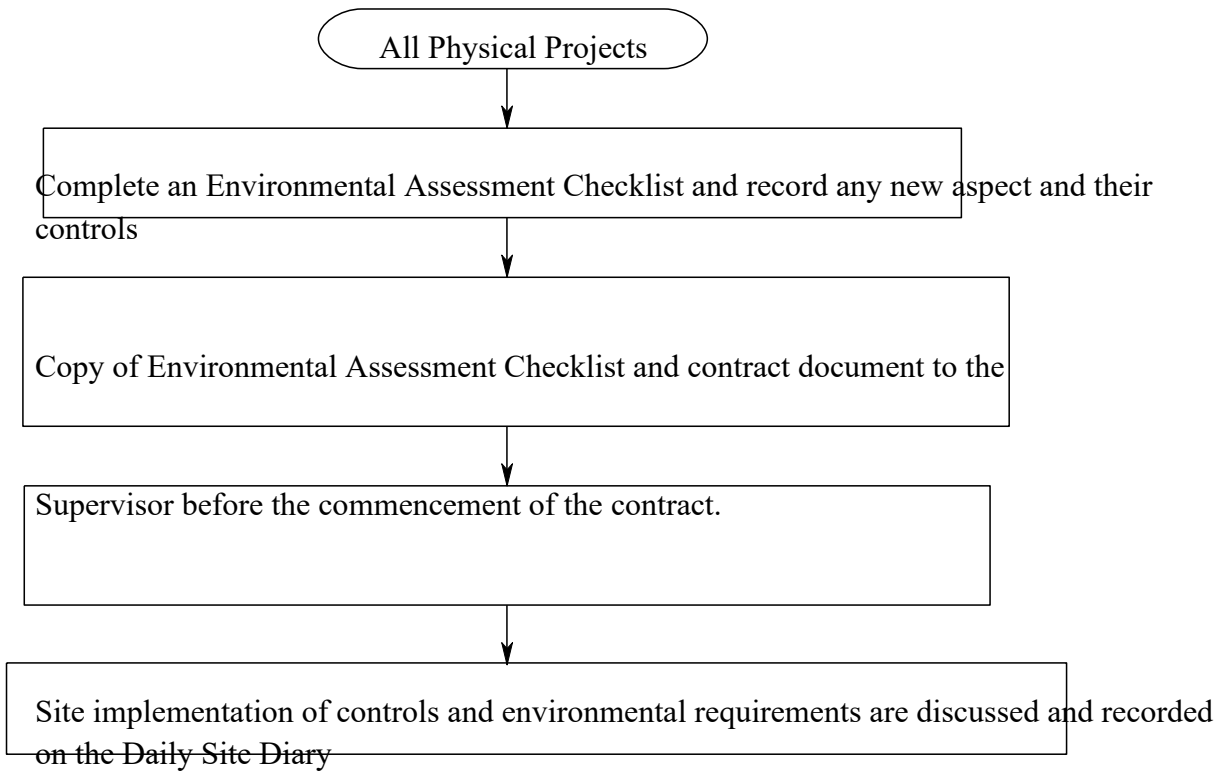 All Physical Projects
Complete an Environmental Assessment Checklist and record any new aspect and their
controls
Copy of Environmental Assessment Checklist and contract document to the
Supervisor before the commencement of the contract.
Site implementation of controls and environmental requirements are discussed and recorded
on the Daily Site Diary